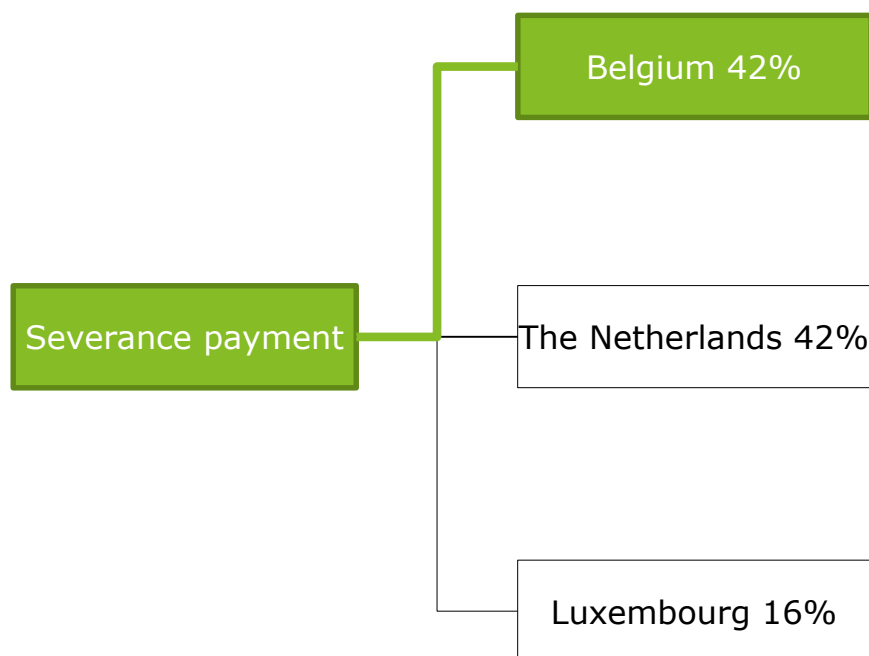 Belgium 42%
Severance payment
The Netherlands 42%
Luxembourg 16%